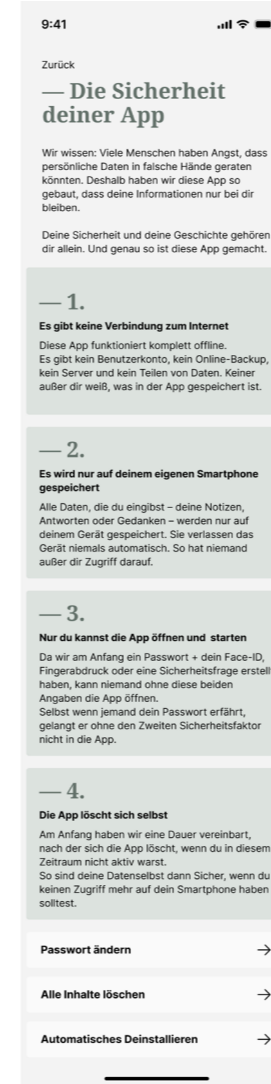 9:41
Zurück
— Die Sicherheit
deiner App
Wir wissen: Viele Menschen haben Angst, dass
persönliche Daten in falsche Hände geraten
könnten. Deshalb haben wir diese App so
gebaut, dass deine Informationen nur bei dir
bleiben.
Deine Sicherheit und deine Geschichte gehören
dir allein. Und genau so ist diese App gemacht.
— 1.
Es gibt keine Verbindung zum Internet
Diese App funktioniert komplett offline.
Es gibt kein Benutzerkonto, kein Online-Backup,
kein Server und kein Teilen von Daten. Keiner
außer dir weiß, was in der App gespeichert ist.
— 2.
Es wird nur auf deinem eigenen Smartphone
gespeichert
Alle Daten, die du eingibst – deine Notizen,
Antworten oder Gedanken – werden nur auf
deinem Gerät gespeichert. Sie verlassen das
Gerät niemals automatisch. So hat niemand
außer dir Zugriff darauf.
— 3.
Nur du kannst die App öffnen und starten
Da wir am Anfang ein Passwort + dein Face-ID,
Fingerabdruck oder eine Sicherheitsfrage erstell
haben, kann niemand ohne diese beiden
Angaben die App öffnen.
Selbst wenn jemand dein Passwort erfährt,
gelangt er ohne den Zweiten Sicherheitsfaktor
nicht in die App.
— 4.
Die App löscht sich selbst
Am Anfang haben wir eine Dauer vereinbart,
nach der sich die App löscht, wenn du in diesem
Zeitraum nicht aktiv warst.
So sind deine Datenselbst dann Sicher, wenn du
keinen Zugriff mehr auf dein Smartphone haben
solltest.
Passwort ändern
Alle Inhalte löschen
Automatisches Deinstallieren